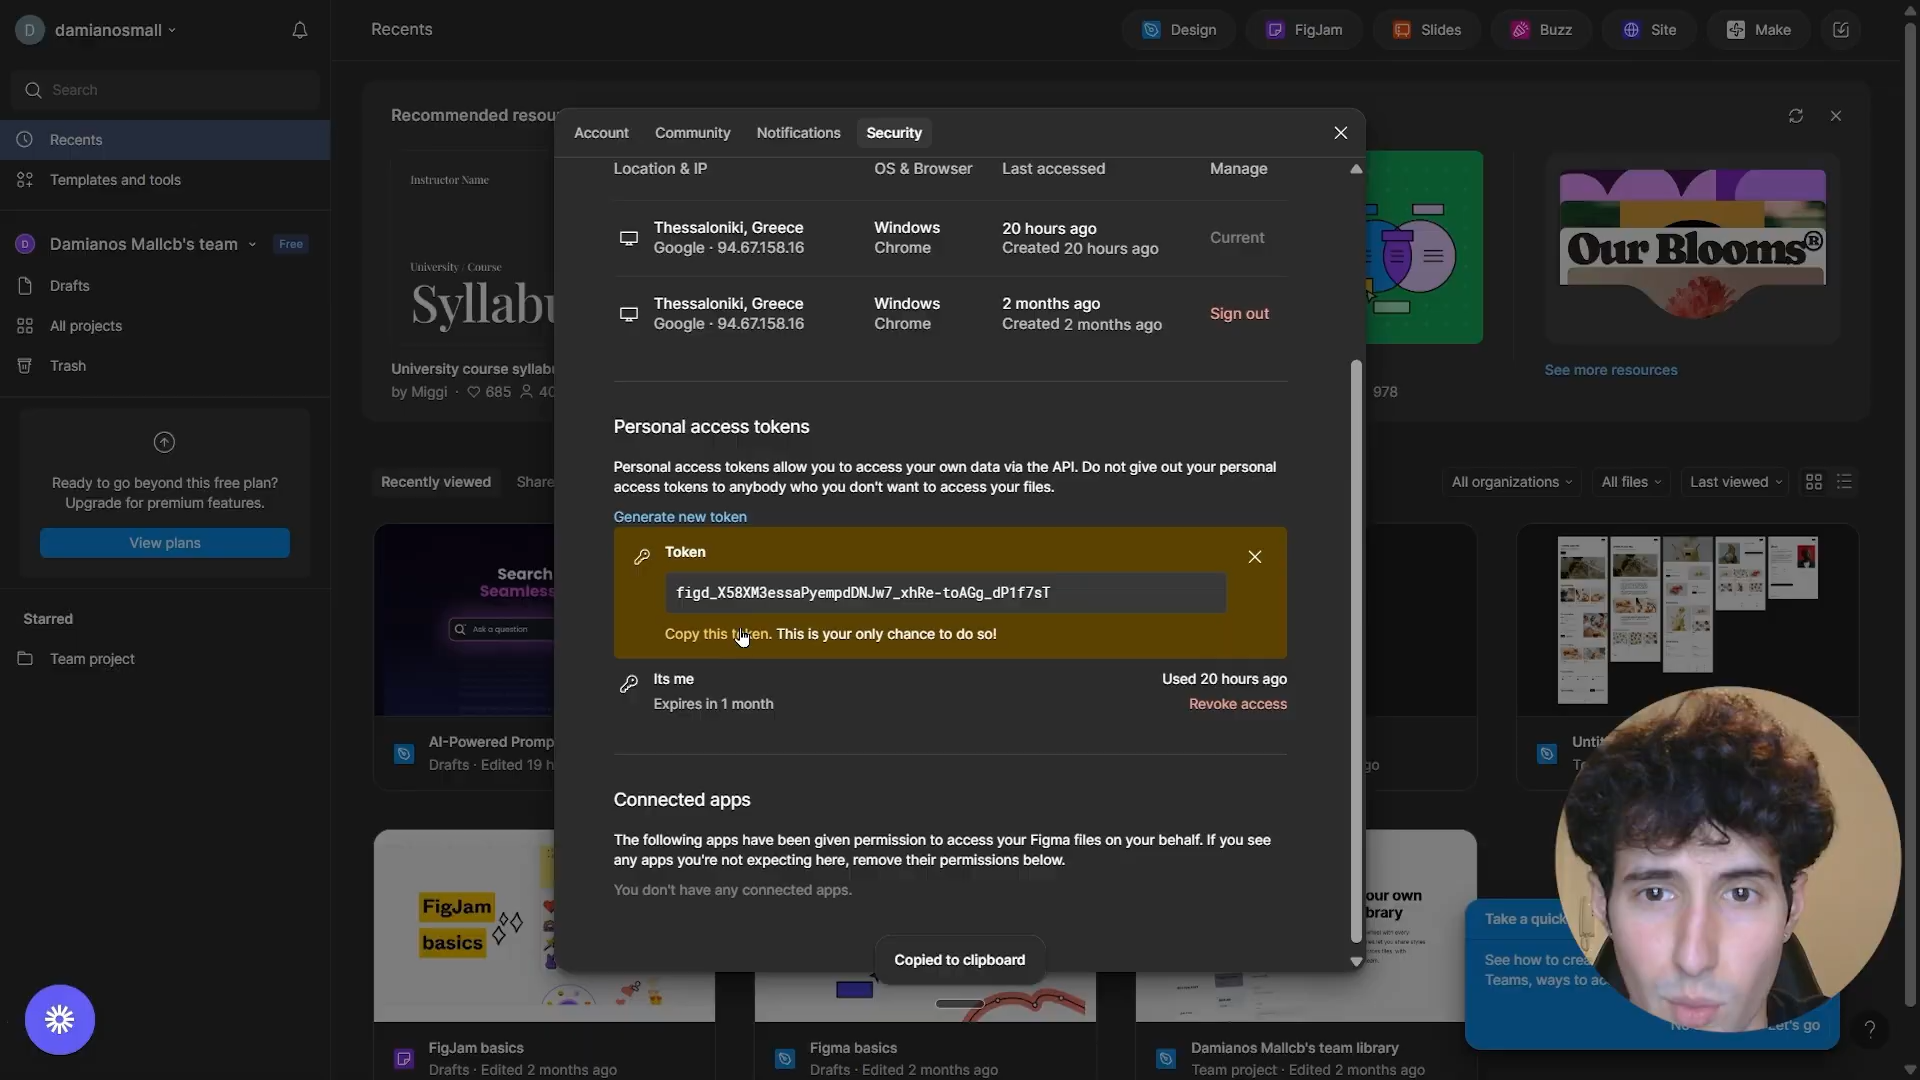 D damianosmall
Search
Recents
Templates and tools
D Damianos Mallcb's team Free
Drafts
All projects
Trash
Ready to go beyond this free plan?
Upgrade for premium features.
View plans
Starred
Team project
Recents
Design
FigJam
Slides
Buzz
Site
Make
Recommended resou
Instructor Name
University / Course
Syllabu
University course syllabu
by Miggi · 685 40
Our Blooms®
978
See more resources
Recently viewed
Share
All organizations
All files
Last viewed
Account
Community
Notifications
Security
Location & IP
OS & Browser
Last accessed
Manage
Thessaloniki, Greece
Google · 94.67.158.16
Windows
Chrome
20 hours ago
Created 20 hours ago
Current
Thessaloniki, Greece
Google · 94.67.158.16
Windows
Chrome
2 months ago
Created 2 months ago
Sign out
Personal access tokens
Personal access tokens allow you to access your own data via the API. Do not give out your personal
access tokens to anybody who you don't want to access your files.
Generate new token
Token
figd_X58XM3essaPyempdDNJw7_xhRe-toAGg_dP1f7sT
Copy this token. This is your only chance to do so!
Its me
Expires in 1 month
Used 20 hours ago
Revoke access
Connected apps
The following apps have been given permission to access your Figma files on your behalf. If you see
any apps you're not expecting here, remove their permissions below.
You don't have any connected apps.
Copied to clipboard
Search
Seamles
Ask a question
AI-Powered Promp
Drafts · Edited 19 h
go
Unti
FigJam
basics
FigJam basics
Drafts · Edited 2 months ago
Figma basics
Drafts · Edited 2 months ago
our own
brary
Damianos Mallcb's team library
Team project · Edited 2 months ago
Take a quick
See how to crea
Teams, ways to ac
Let's go
?